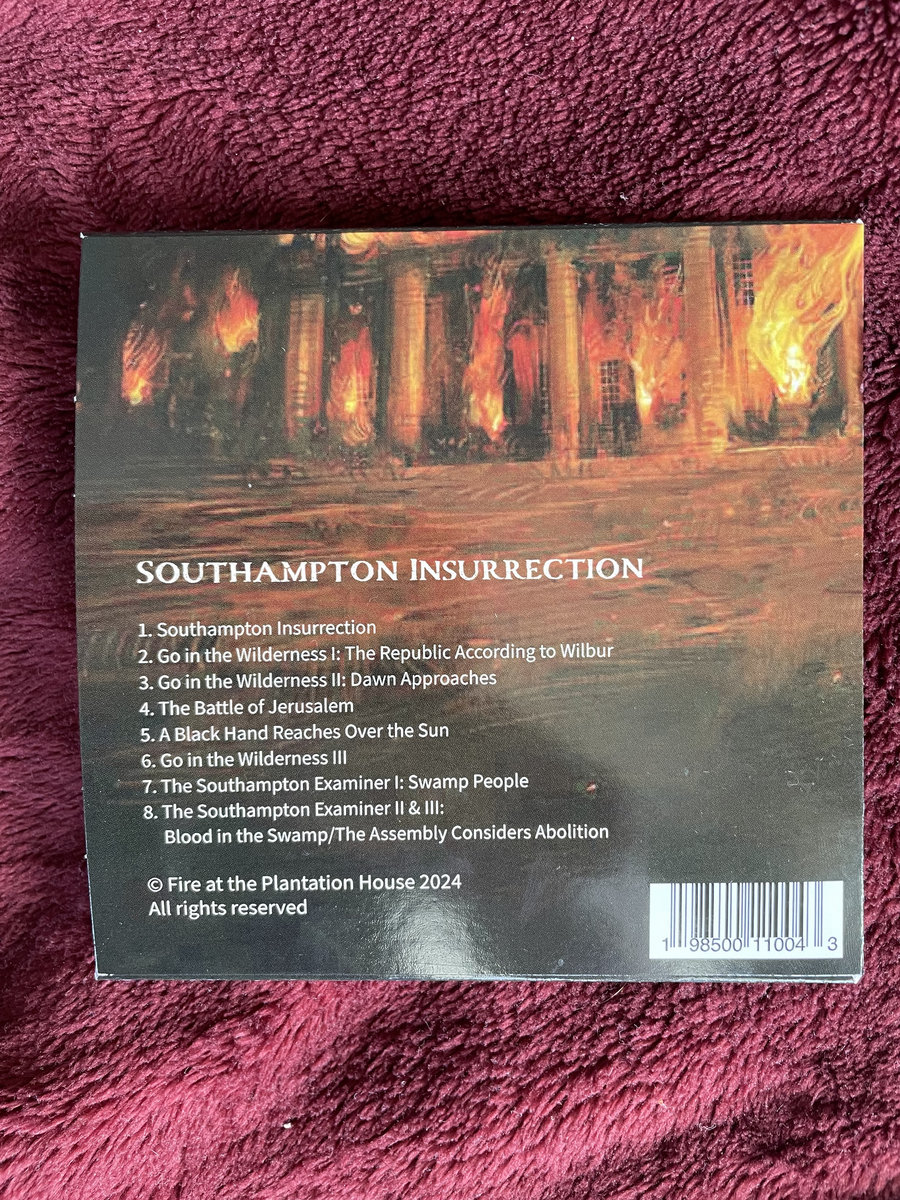 SOUTHAMPTON INSURRECTION
1. Southampton Insurrection
2. Go in the Wilderness I: The Republic According to Wilbur
3. Go in the Wilderness II: Dawn Approaches
4. The Battle of Jerusalem
5. A Black Hand Reaches Over the Sun
6. Go in the Wilderness III
7. The Southampton Examiner I: Swamp People
8. The Southampton Examiner II & III:
Blood in the Swamp/The Assembly Considers Abolition
© Fire at the Plantation House 2024
All rights reserved
1 98500 11004 3